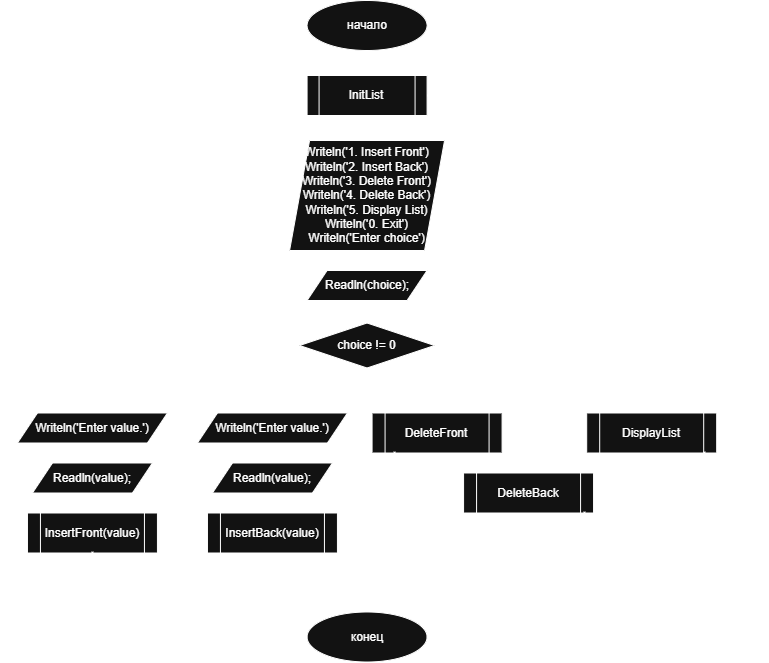 начало
InitList
Writeln('1. Insert Front')
Writeln('2. Insert Back')
Writeln('3. Delete Front')
Writeln('4. Delete Back')
Writeln('5. Display List)
Writeln('0. Exit')
Writeln('Enter choice')
Readln(choice);
choice != 0
Writeln('Enter value.')
Writeln('Enter value.')
DeleteFront
DisplayList
Readln(value);
Readln(value);
DeleteBack
InsertFront(value)
InsertBack(value)
конец